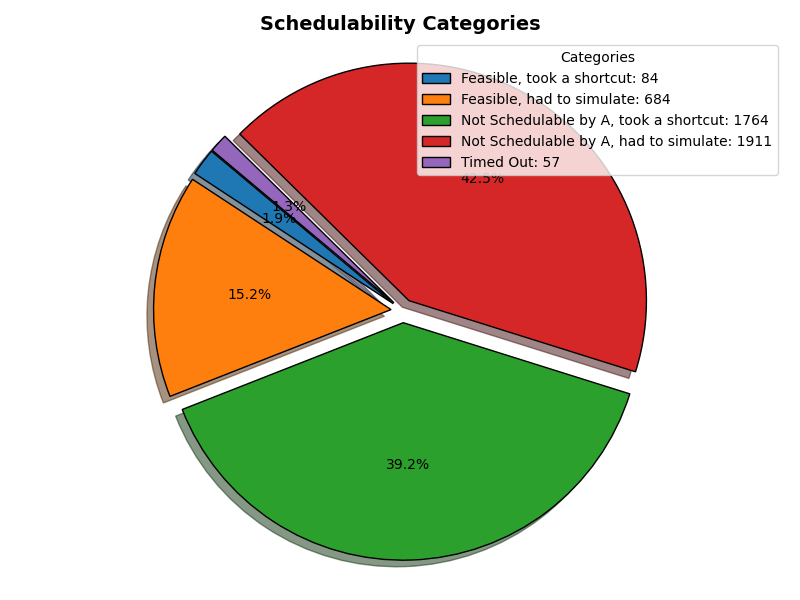 Schedulability Categories
Categories
Feasible, took a shortcut: 84
Feasible, had to simulate: 684
Not Schedulable by A, took a shortcut: 1764
Not Schedulable by A, had to simulate: 1911
Timed Out: 57
42.5%
1.3%
1.9%
15.2%
39.2%